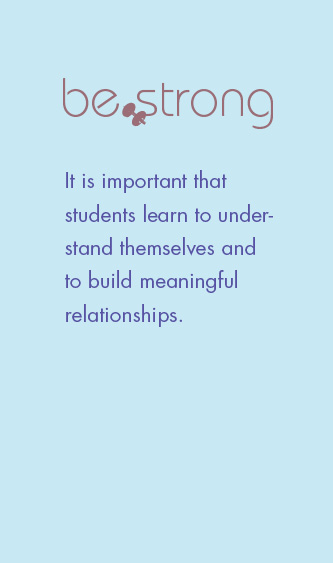 be strong
It is important that
students learn to under-
stand themselves and
to build meaningful
relationships.